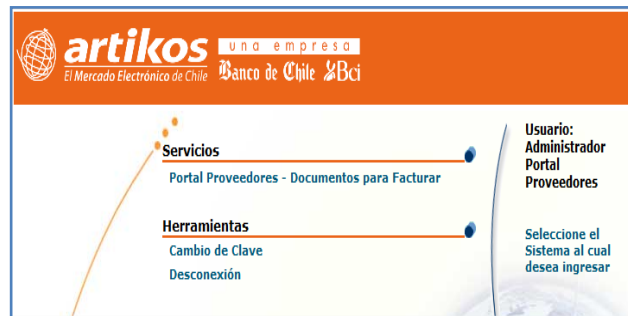 artikos una empresa
El Mercado Electrónico de Chile Banco de Chile Bci
Servicios
Portal Proveedores - Documentos para Facturar
Herramientas
Cambio de Clave
Desconexión
Usuario:
Administrador
Portal
Proveedores
Seleccione el
Sistema al cual
desea ingresar